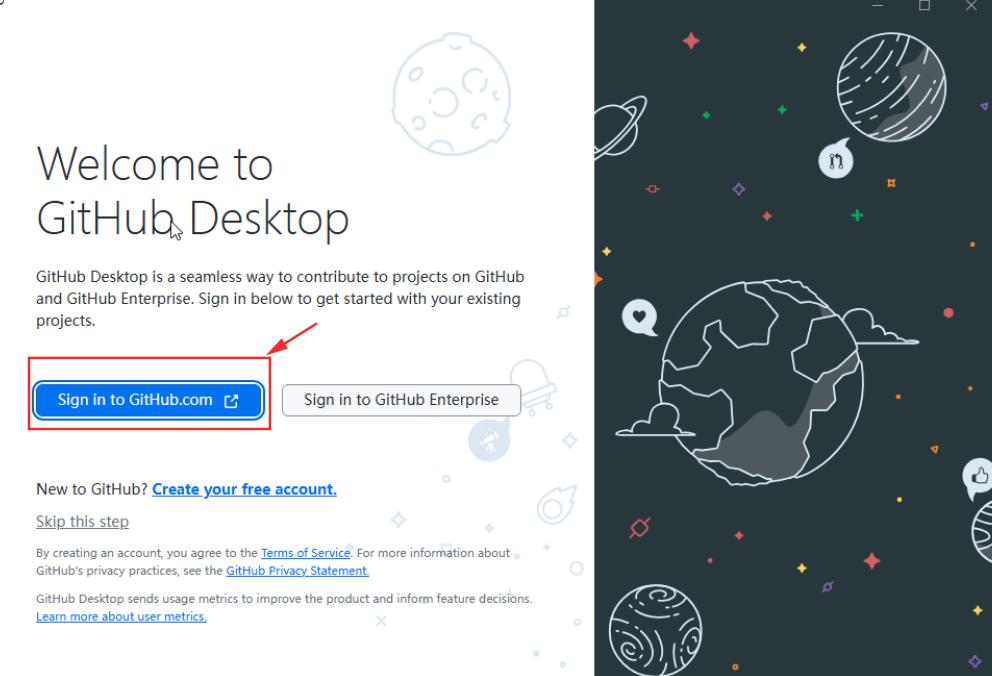 Welcome to
GitHub Desktop
GitHub Desktop is a seamless way to contribute to projects on GitHub
and GitHub Enterprise. Sign in below to get started with your existing
projects.
Sign in to GitHub.com
Sign in to GitHub Enterprise
New to GitHub? Create your free account.
Skip this step
By creating an account, you agree to the Terms of Service. For more information about
GitHub's privacy practices, see the GitHub Privacy Statement.
GitHub Desktop sends usage metrics to improve the product and inform feature decisions.
Learn more about user metrics.